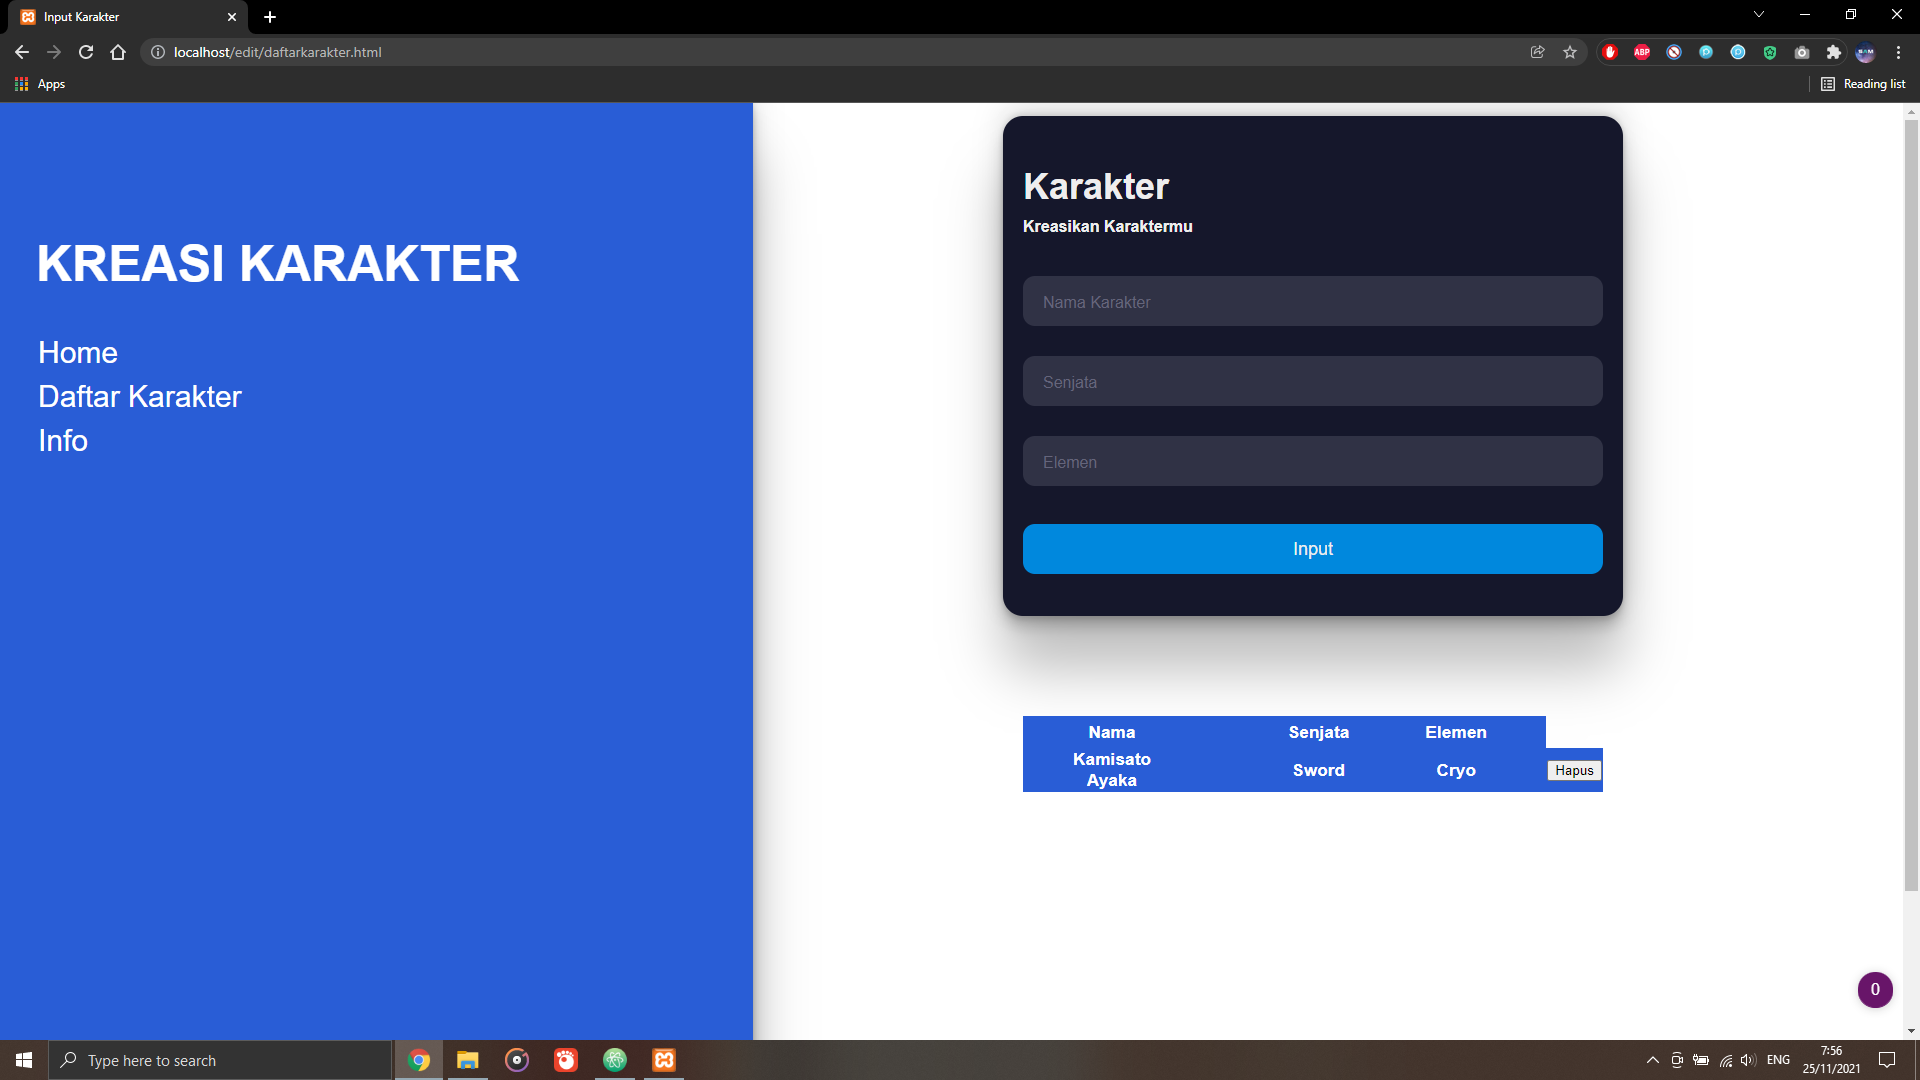 Input Karakter
localhost/edit/daftarkarakter.html
ABP
SAM
Apps
Reading list
KREASI KARAKTER
Home
Daftar Karakter
Info
Karakter
Kreasikan Karaktermu
Nama Karakter
Senjata
Elemen
Input
Nama Senjata Elemen
Kamisato Ayaka Sword Cryo Hapus
0
Type here to search
ENG
7:56
25/11/2021